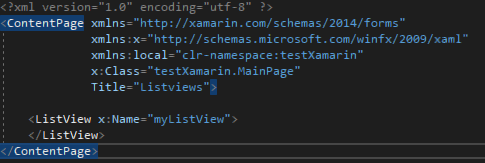 <?xml version="1.0" encoding="utf-8" ?>
<ContentPage xmlns="http://xamarin.com/schemas/2014/forms"
xmlns:x="http://schemas.microsoft.com/winfx/2009/xaml"
xmlns:local="clr-namespace:testXamarin"
x:Class="testXamarin.MainPage"
Title="Listviews">
<ListView x:Name="myListView">
</ListView>
</ContentPage>